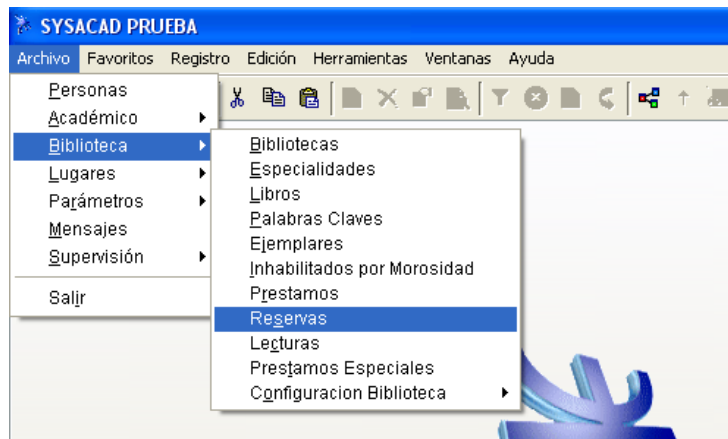 SYSACAD PRUEBA
Archivo Favoritos Registro Edición Herramientas Ventanas Ayuda
Personas
Académico
Biblioteca
Lugares
Parámetros
Mensajes
Supervisión
Salir
Bibliotecas
Especialidades
Libros
Palabras Claves
Ejemplares
Inhabilitados por Morosidad
Prestamos
Reservas
Lecturas
Prestamos Especiales
Configuracion Biblioteca